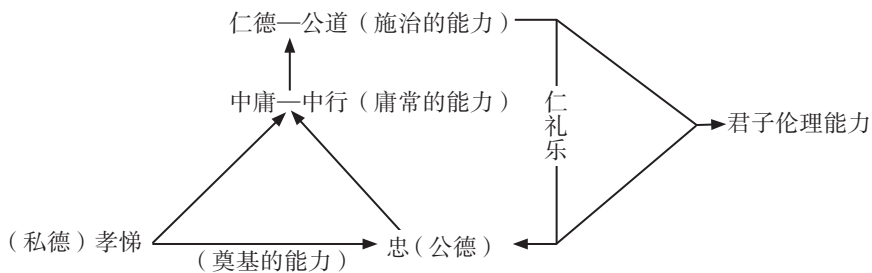 仁德—公道（施治的能力）
中庸—中行（庸常的能力）
仁礼乐
君子伦理能力
（私德）孝悌
忠（公德）
（奠基的能力）